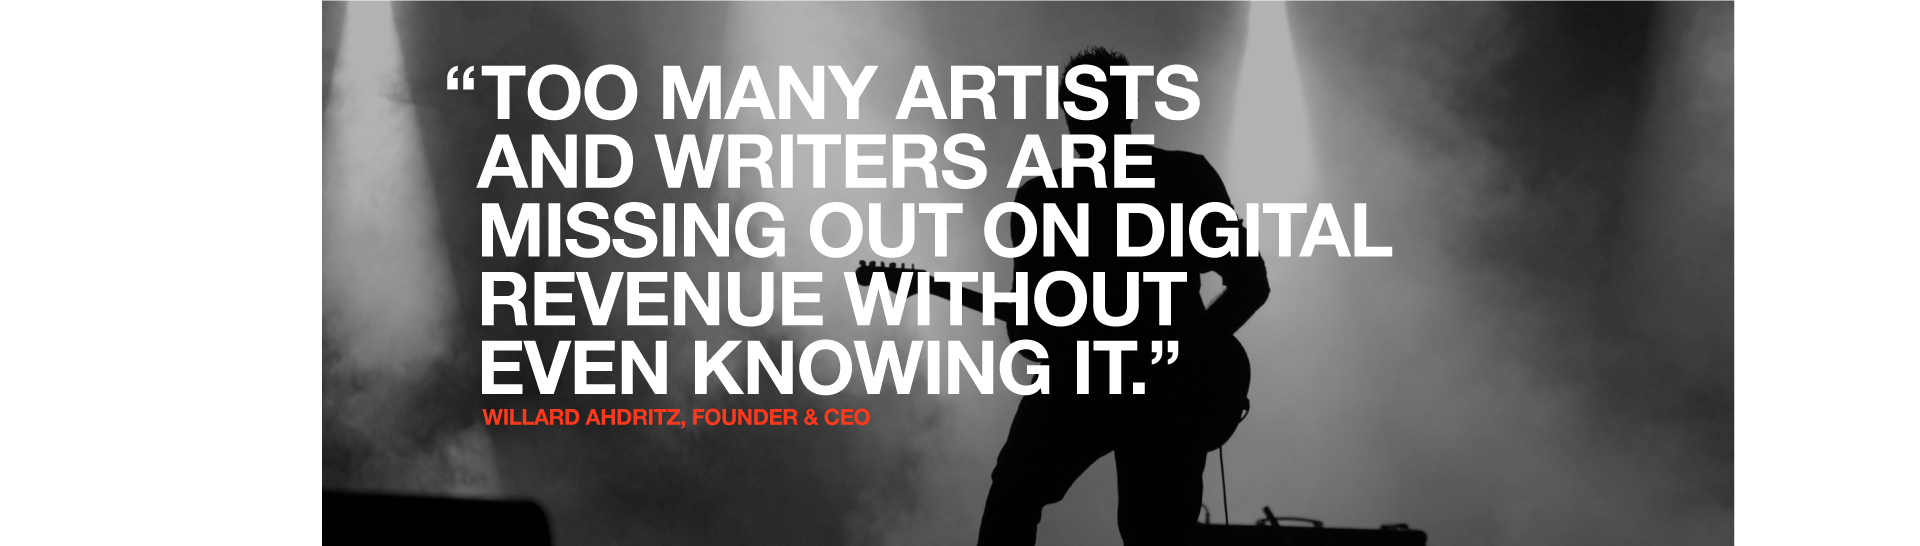 “TOO MANY ARTISTS
AND WRITERS ARE
MISSING OUT ON DIGITAL
REVENUE WITHOUT
EVEN KNOWING IT.”
WILLARD AHDRITZ, FOUNDER & CEO